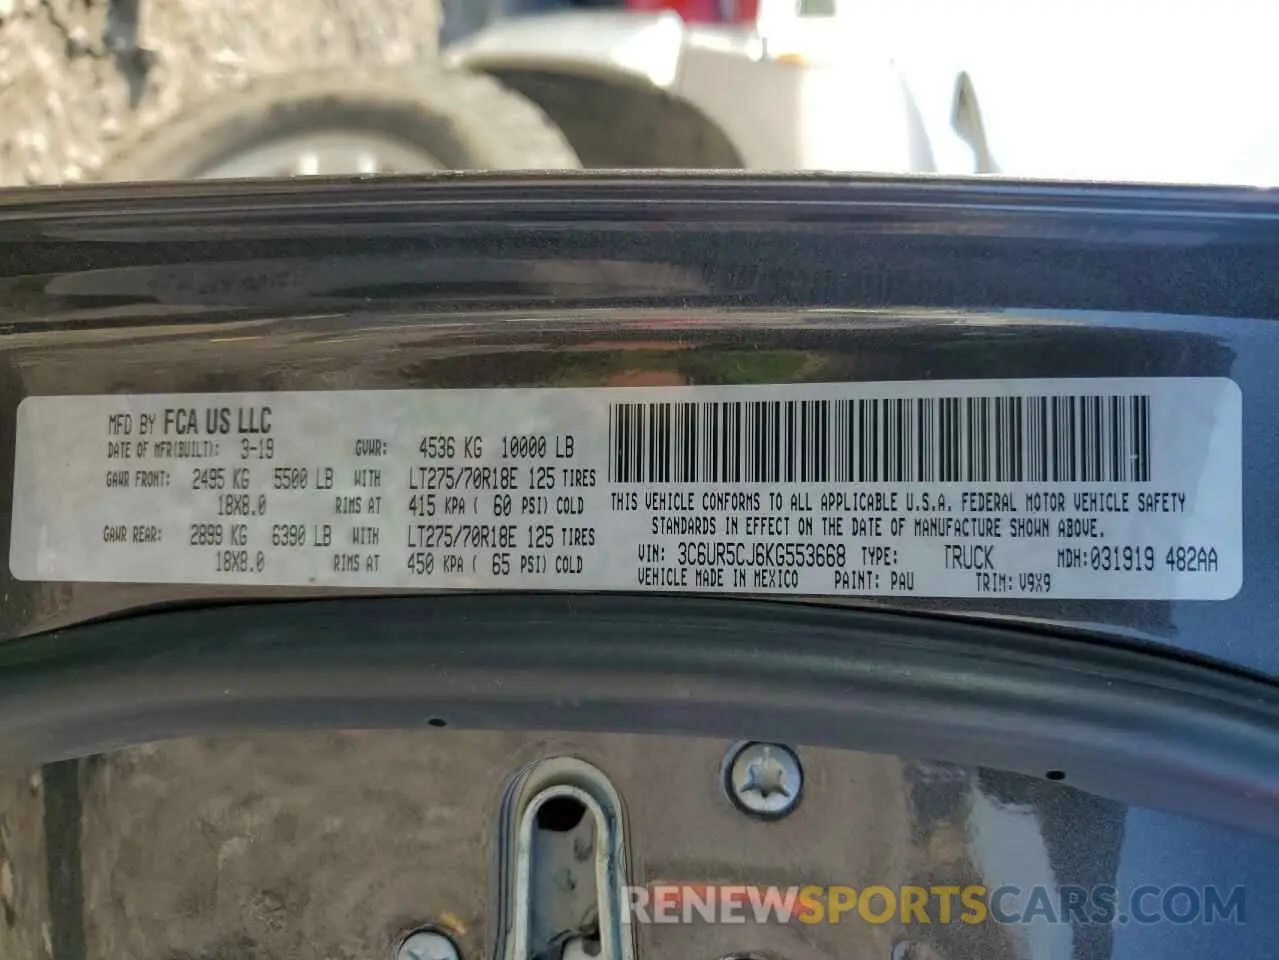 MFD BY FCA US LLC
DATE OF MFR(BUILT): 3-19 GVWR: 4536 KG 10000 LB
GAWR FRONT: 2495 KG 5500 LB WITH LT275/70R18E 125 TIRES
18X8.0 RIMS AT 415 KPA ( 60 PSI) COLD
GAWR REAR: 2899 KG 6390 LB WITH LT275/70R18E 125 TIRES
18X8.0 RIMS AT 450 KPA ( 65 PSI) COLD
THIS VEHICLE CONFORMS TO ALL APPLICABLE U.S.A. FEDERAL MOTOR VEHICLE SAFETY
STANDARDS IN EFFECT ON THE DATE OF MANUFACTURE SHOWN ABOVE.
VIN: 3C6UR5CJ6KG553668 TYPE: TRUCK MDH: 031919 482AA
VEHICLE MADE IN MEXICO PAINT: PAU TRIM: V9X9
RENEWSPORTSCARS.COM